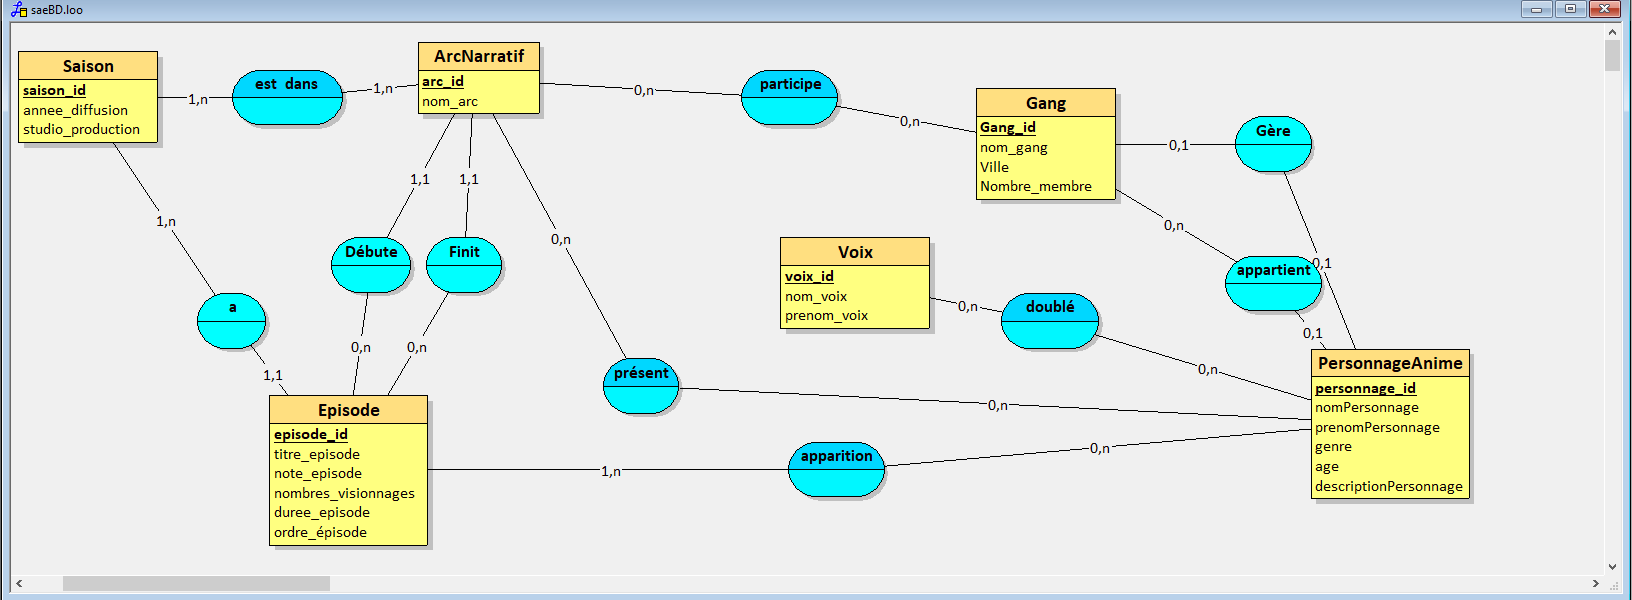 saeBD.loo
Saison
saison_id
annee_diffusion
studio_production
1,n
est dans
1,n
ArcNarratif
arc_id
nom_arc
0,n
participe
0,n
Gang
Gang_id
nom_gang
Ville
Nombre_membre
0,1
Gère
0,1
0,n
appartient
0,1
1,n
a
1,1
1,1
Débute
0,n
1,1
Finit
0,n
0,n
présent
0,n
Voix
voix_id
nom_voix
prenom_voix
0,n
doublé
0,n
Episode
episode_id
titre_episode
note_episode
nombres_visionnages
duree_episode
ordre_épisode
1,n
apparition
0,n
PersonnageAnime
personnage_id
nomPersonnage
prenomPersonnage
genre
age
descriptionPersonnage